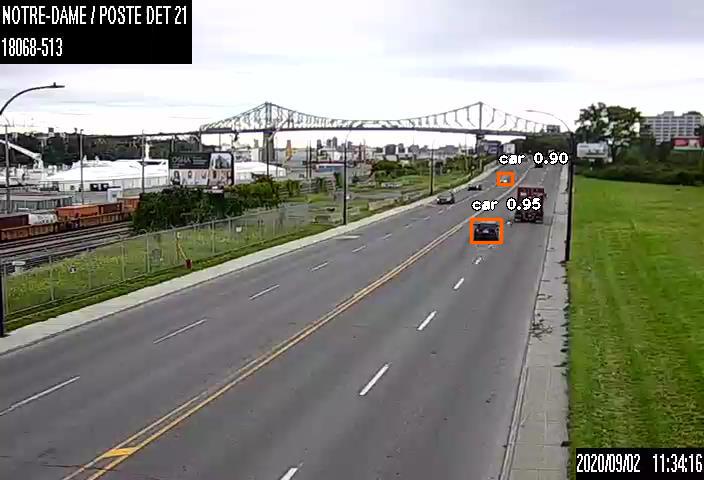 NOTRE-DAME / POSTE DET 21
18068-513
car 0.90
car 0.95
OSHA
2020/09/02 11:34:16